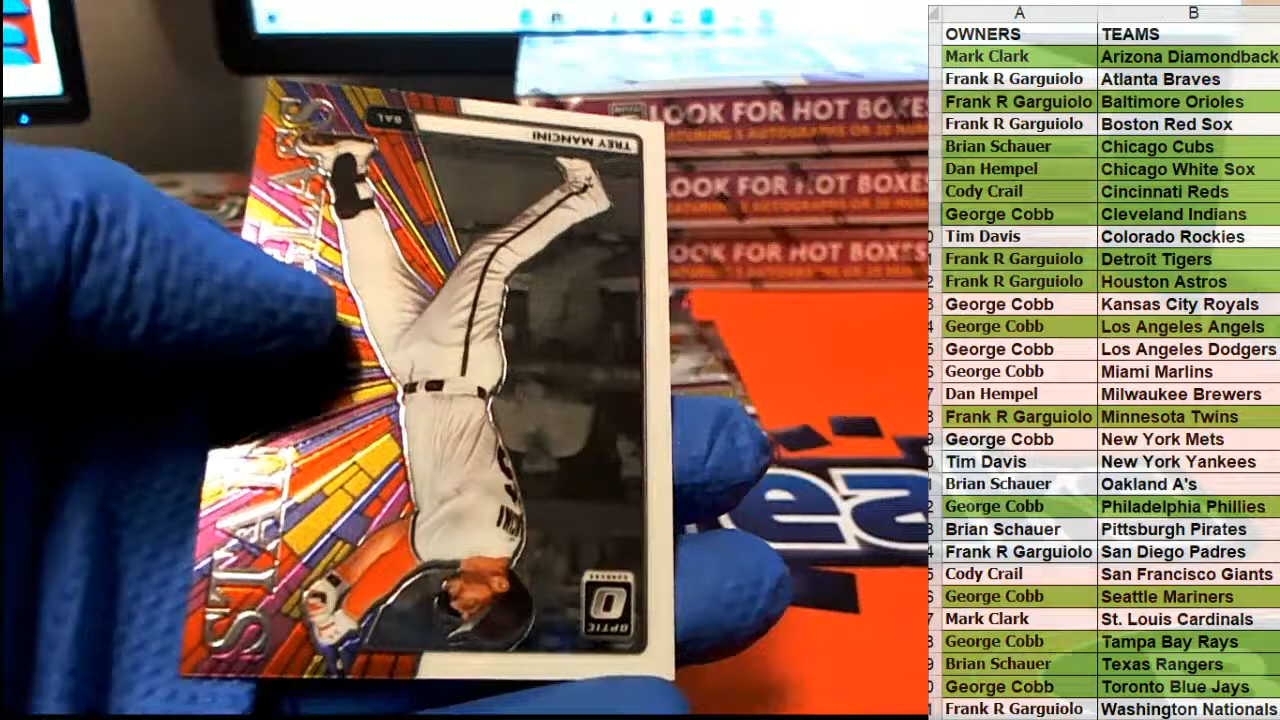 LOOK FOR HOT BOXES
LOOK FOR HOT BOXES
LOOK FOR HOT BOXES
BAL
TREY MANCINI
OPTIC
A B
OWNERS TEAMS
Mark Clark Arizona Diamondback
Frank R Garguiolo Atlanta Braves
Frank R Garguiolo Baltimore Orioles
Frank R Garguiolo Boston Red Sox
Brian Schauer Chicago Cubs
Dan Hempel Chicago White Sox
Cody Crail Cincinnati Reds
George Cobb Cleveland Indians
Tim Davis Colorado Rockies
Frank R Garguiolo Detroit Tigers
Frank R Garguiolo Houston Astros
George Cobb Kansas City Royals
George Cobb Los Angeles Angels
George Cobb Los Angeles Dodgers
George Cobb Miami Marlins
Dan Hempel Milwaukee Brewers
Frank R Garguiolo Minnesota Twins
George Cobb New York Mets
Tim Davis New York Yankees
Brian Schauer Oakland A's
George Cobb Philadelphia Phillies
Brian Schauer Pittsburgh Pirates
Frank R Garguiolo San Diego Padres
Cody Crail San Francisco Giants
George Cobb Seattle Mariners
Mark Clark St. Louis Cardinals
George Cobb Tampa Bay Rays
Brian Schauer Texas Rangers
George Cobb Toronto Blue Jays
Frank R Garguiolo Washington Nationals